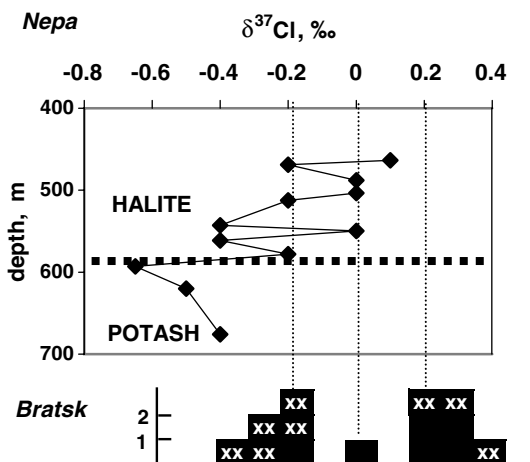 Nepa
δ37Cl, ‰
-0.8 -0.6 -0.4 -0.2 0 0.2 0.4
400
500
600
700
depth, m
HALITE
POTASH
Bratsk
2
1
xx xx xx
xx xx
xx xx xx